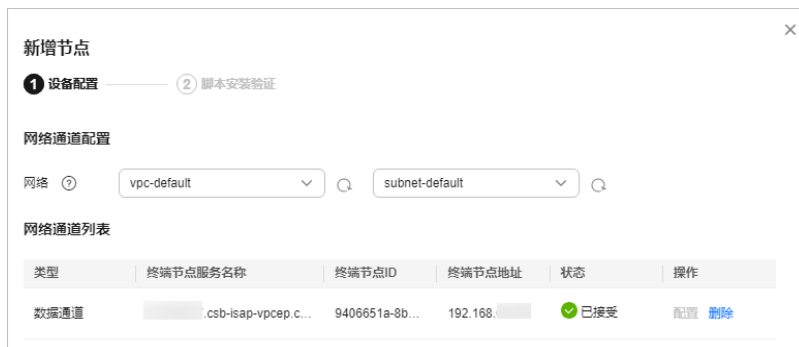 新增节点
1 设备配置 2 脚本安装验证
网络通道配置
网络 ? vpc-default subnet-default
网络通道列表
类型 终端节点服务名称 终端节点ID 终端节点地址 状态 操作
数据通道 .csb-isap-vpcep.c... 9406651a-8b... 192.168. 已接受 配置 删除